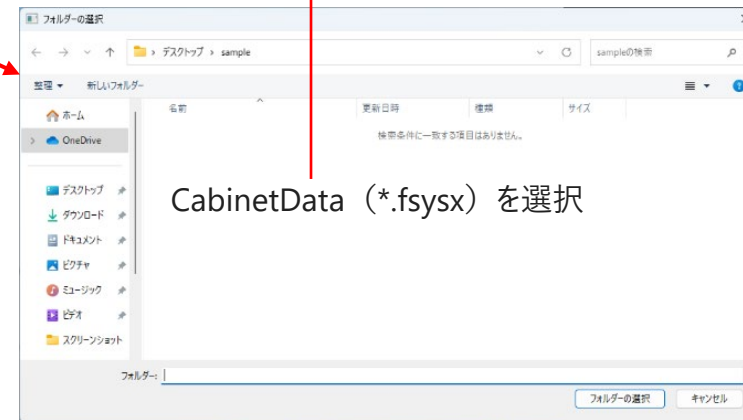 フォルダーの選択
デスクトップ › sample
sampleの検索
整理 新しいフォルダー
名前 更新日時 種類 サイズ
検索条件に一致する項目はありません。
ホーム
OneDrive
デスクトップ
ダウンロード
ドキュメント
ピクチャ
ミュージック
ビデオ
スクリーンショット
CabinetData（*.fsysx）を選択
フォルダー:
フォルダーの選択 キャンセル